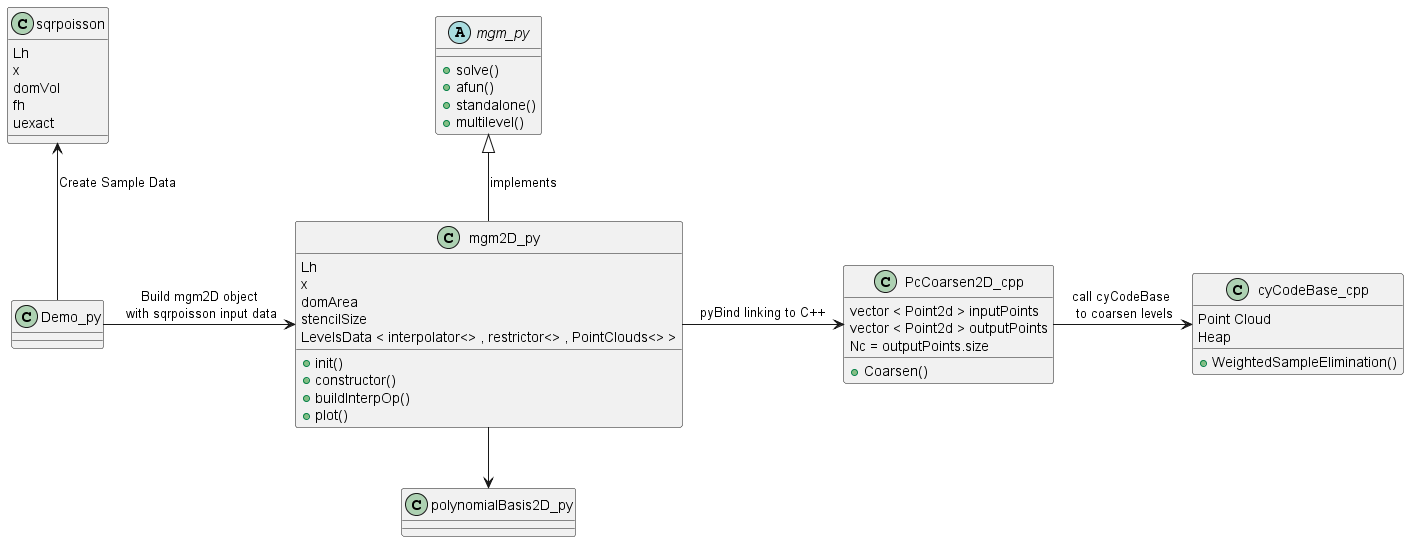 C sqrpoisson
Lh
x
domVol
fh
uexact
A mgm_py
solve()
afun()
standalone()
multilevel()
Create Sample Data
implements
C mgm2D_py
Lh
x
domArea
stencilSize
LevelsData < interpolator<> , restrictor<> , PointClouds<> >
init()
constructor()
buildInterpOp()
plot()
Demo_py
Build mgm2D object
with sqrpoisson input data
pyBind linking to C++
C PcCoarsen2D_cpp
vector < Point2d > inputPoints
vector < Point2d > outputPoints
Nc = outputPoints.size
Coarsen()
call cyCodeBase
to coarsen levels
C cyCodeBase_cpp
Point Cloud
Heap
WeightedSampleElimination()
C polynomialBasis2D_py